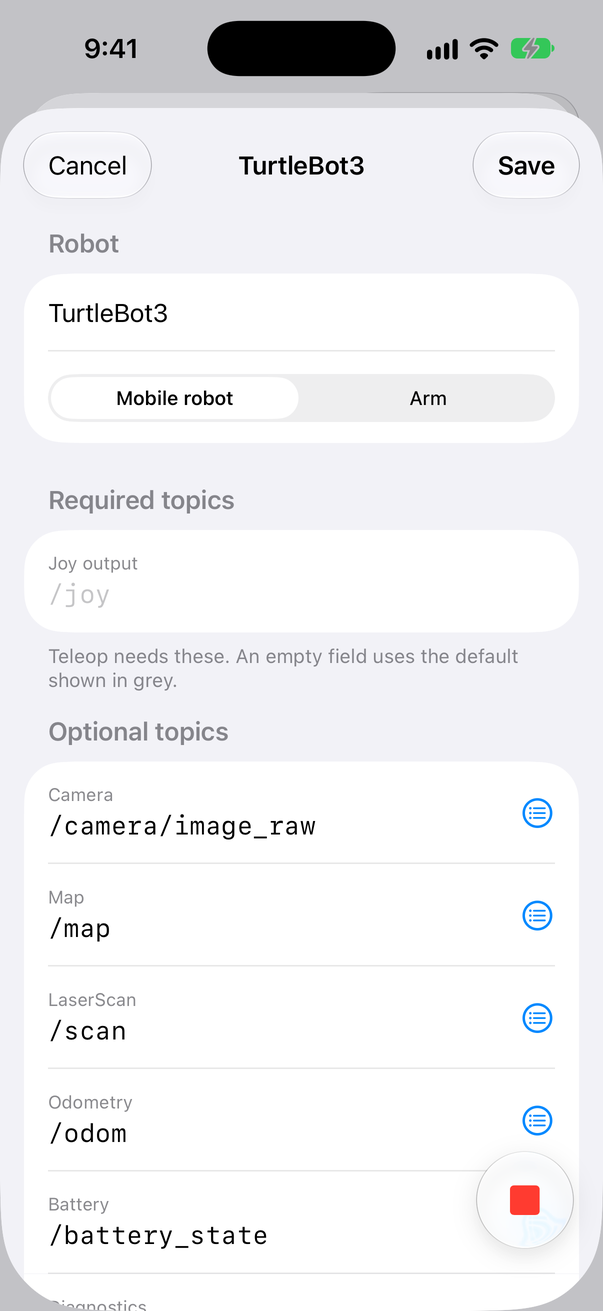 9:41
Cancel
TurtleBot3
Save
Robot
TurtleBot3
Mobile robot
Arm
Required topics
Joy output
/joy
Teleop needs these. An empty field uses the default
shown in grey.
Optional topics
Camera
/camera/image_raw
Map
/map
LaserScan
/scan
Odometry
/odom
Battery
/battery_state
Diagnostics